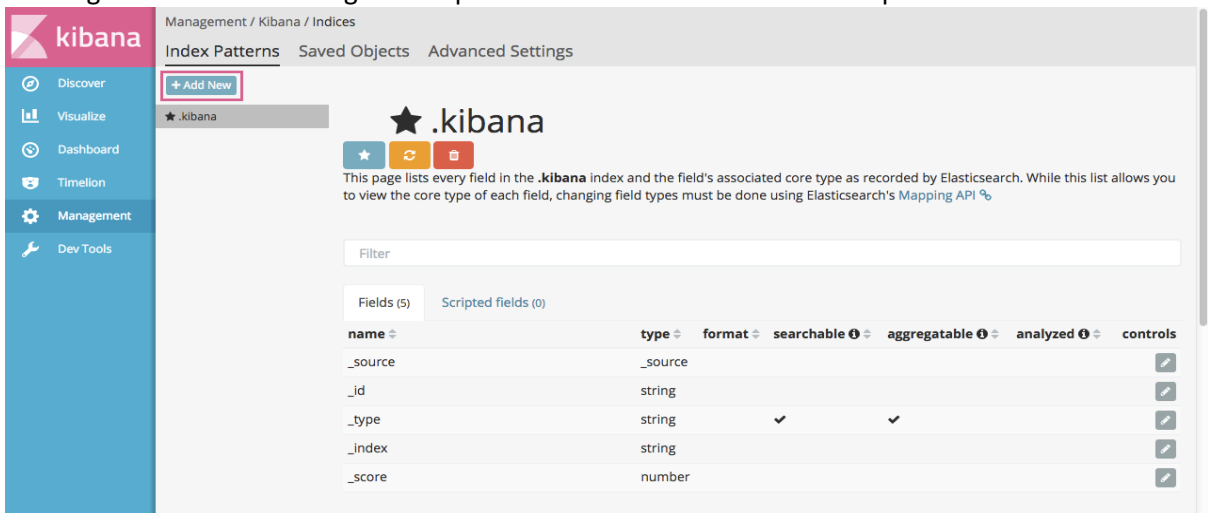 kibana
Management / Kibana / Indices
Index Patterns Saved Objects Advanced Settings
Discover
Visualize
Dashboard
Timelion
Management
Dev Tools
+ Add New
.kibana
.kibana
This page lists every field in the .kibana index and the field's associated core type as recorded by Elasticsearch. While this list allows you
to view the core type of each field, changing field types must be done using Elasticsearch's Mapping API
Filter
Fields (5) Scripted fields (0)
name type format searchable aggregatable analyzed controls
_source _source
_id string
_type string
_index string
_score number